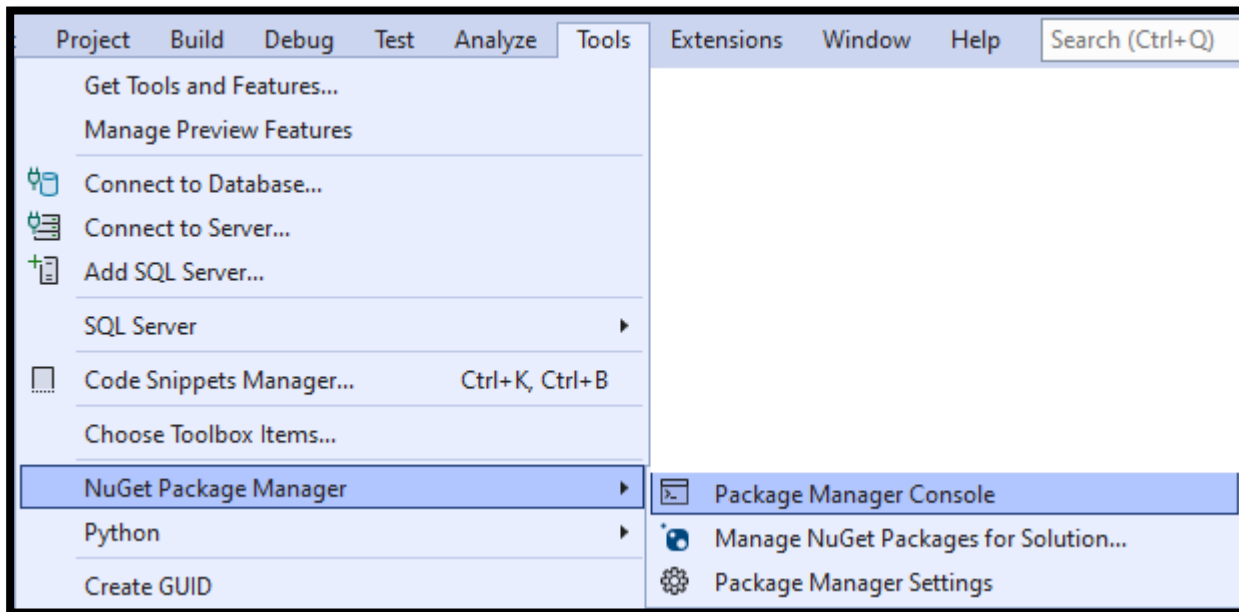 Project Build Debug Test Analyze Tools Extensions Window Help Search (Ctrl+Q)
Get Tools and Features...
Manage Preview Features
Connect to Database...
Connect to Server...
Add SQL Server...
SQL Server
Code Snippets Manager... Ctrl+K, Ctrl+B
Choose Toolbox Items...
NuGet Package Manager
Python
Create GUID
Package Manager Console
Manage NuGet Packages for Solution...
Package Manager Settings